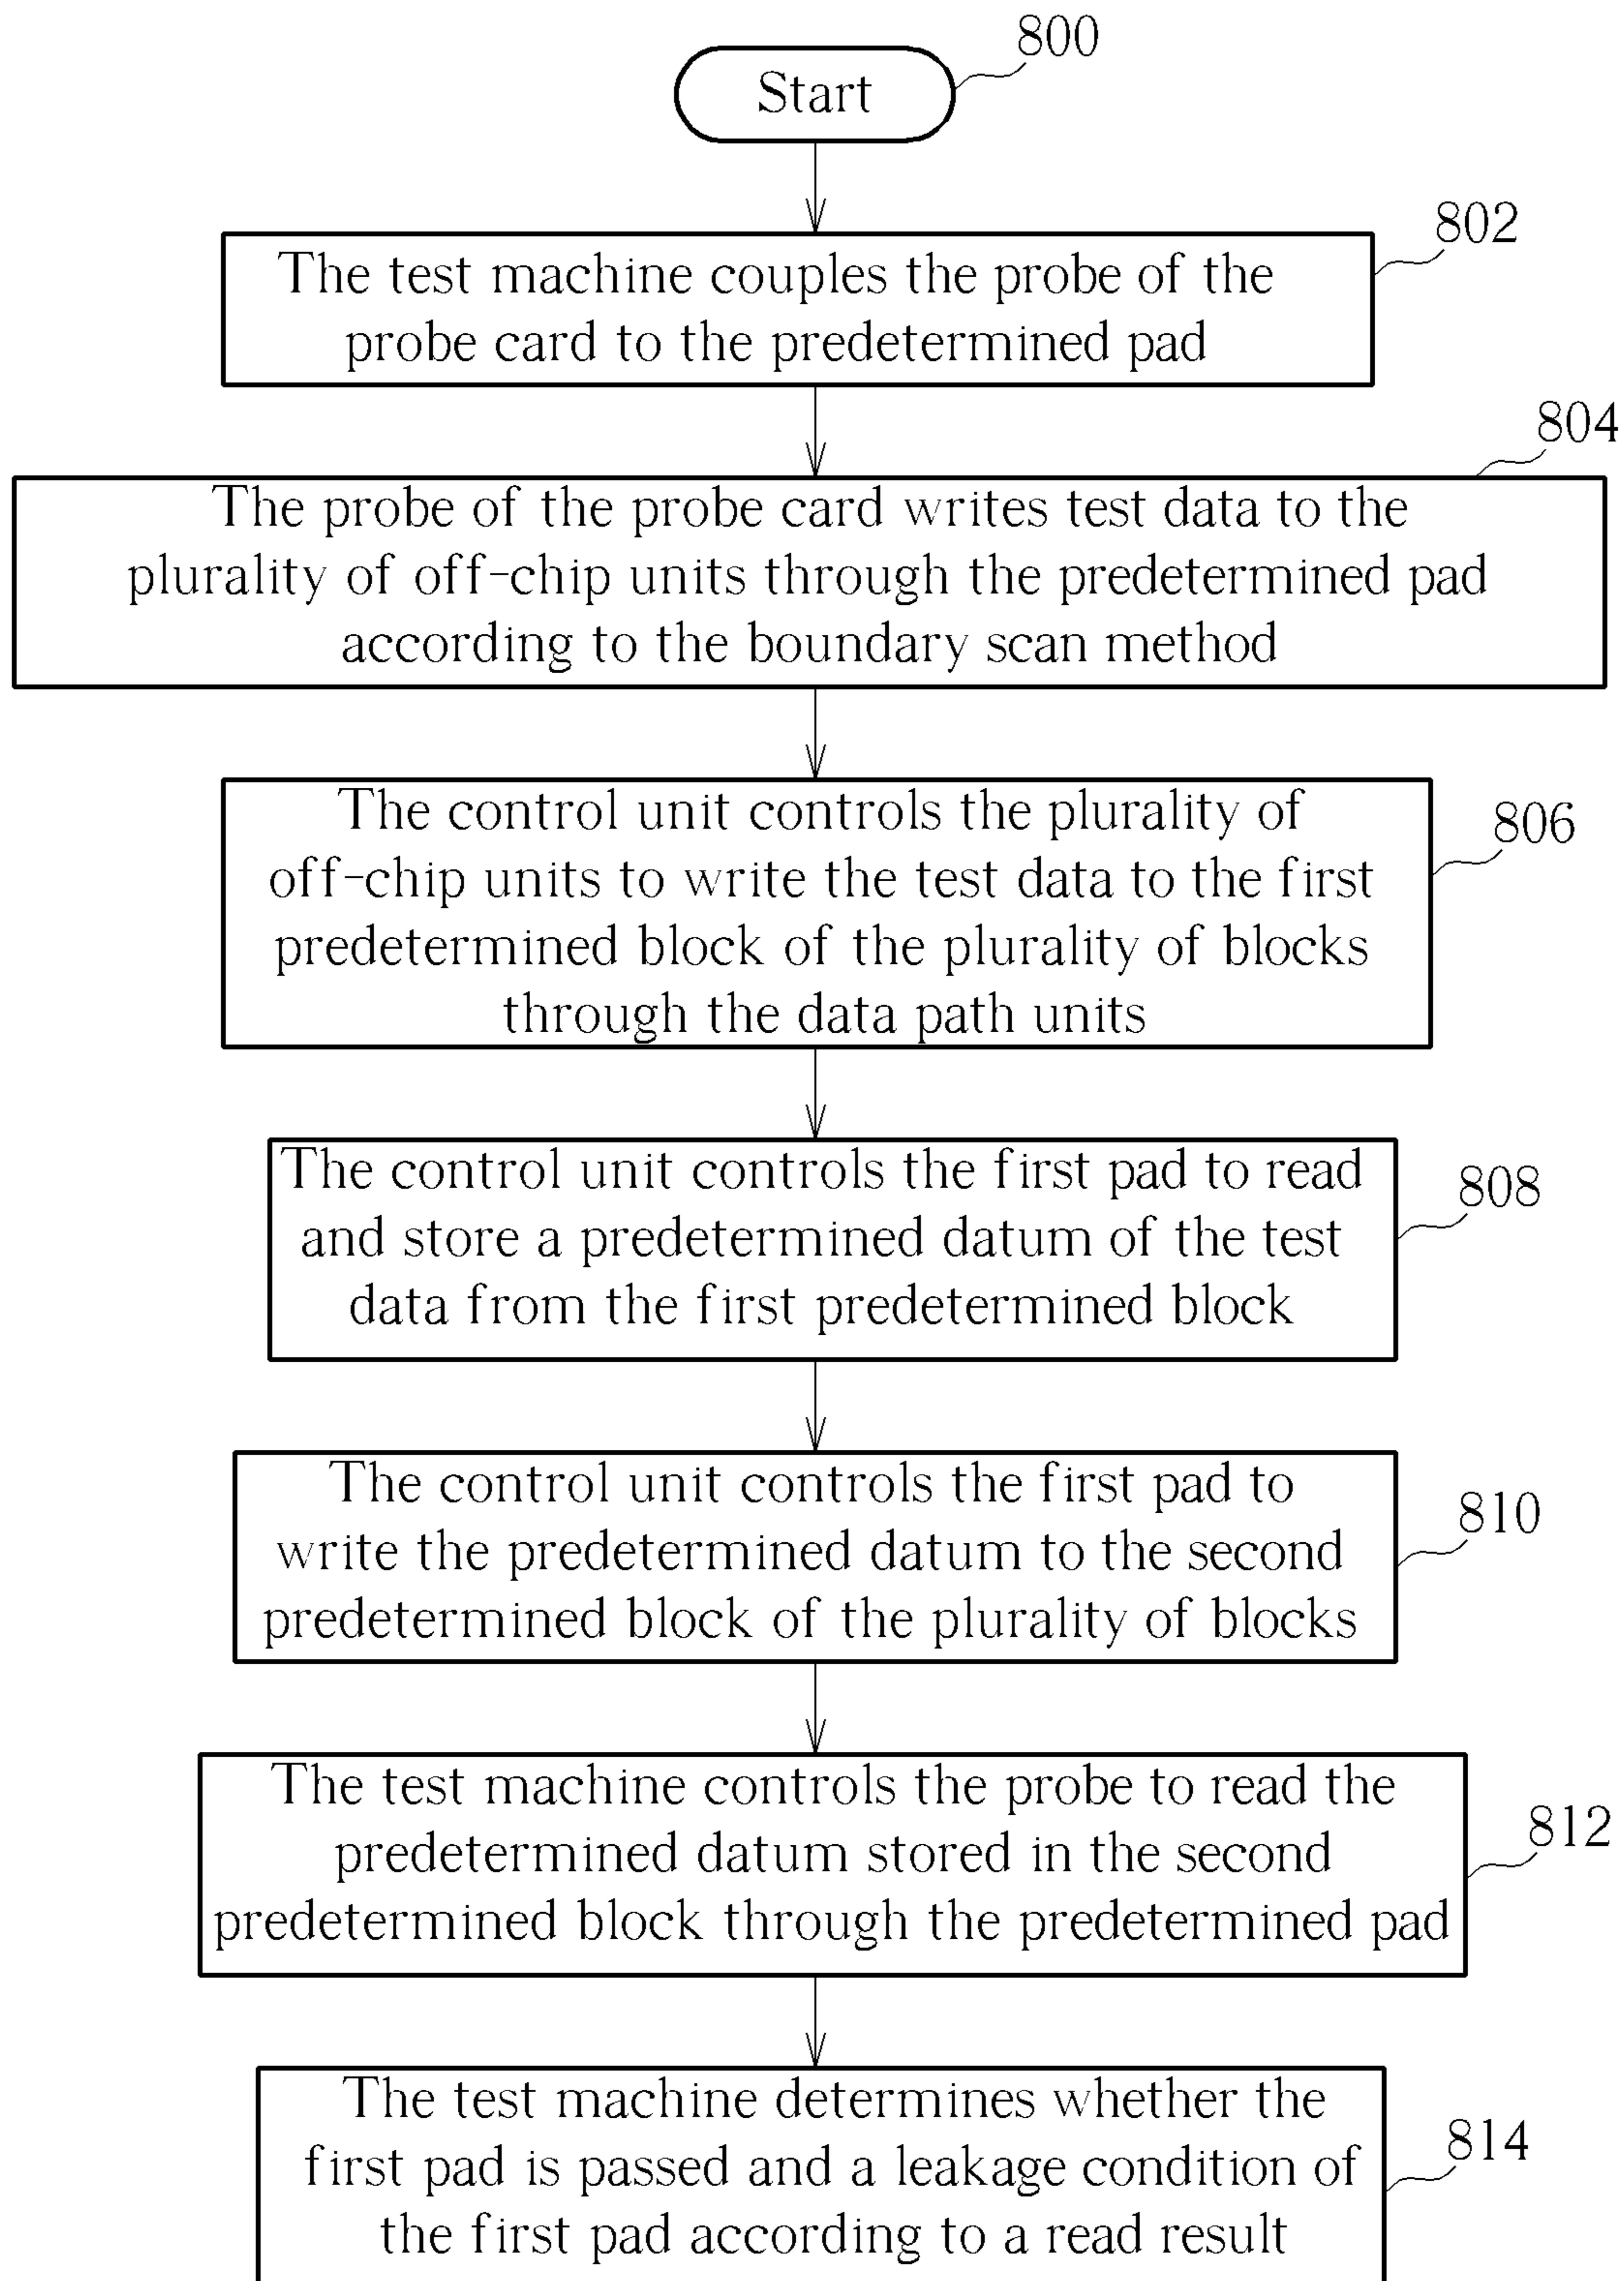 800
Start
802
The test machine couples the probe of the
probe card to the predetermined pad
804
The probe of the probe card writes test data to the
plurality of off-chip units through the predetermined pad
according to the boundary scan method
The control unit controls the plurality of
806
off-chip units to write the test data to the first
predetermined block of the plurality of blocks
through the data path units
The control unit controls the first pad to read
808
and store a predetermined datum of the test
data from the first predetermined block
The control unit controls the first pad to
810
write the predetermined datum to the second
predetermined block of the plurality of blocks
The test machine controls the probe to read the
812
predetermined datum stored in the second
predetermined block through the predetermined pad
The test machine determines whether the
814
first pad is passed and a leakage condition of
the first pad according to a read result